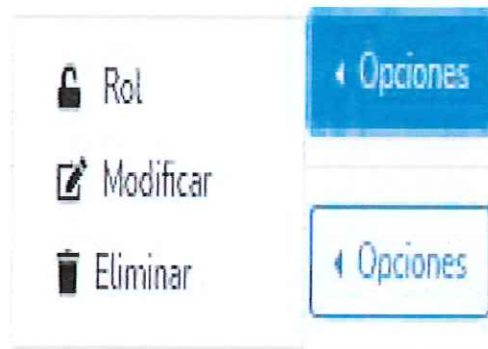 Rol
Modificar
Eliminar
Opciones
Opciones